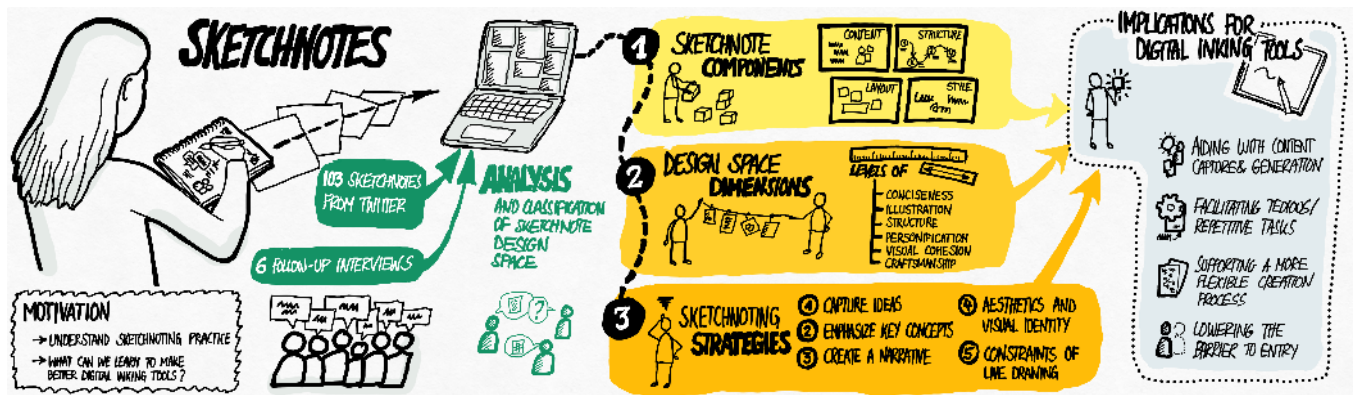 SKETCHNOTES
103 SKETCHNOTES
FROM TWITTER
6 FOLLOW-UP INTERVIEWS
MOTIVATION
→ UNDERSTAND SKETCHNOTING PRACTICE
→ WHAT CAN WE LEARN TO MAKE
BETTER DIGITAL INKING TOOLS?
ANALYSIS
AND CLASSIFICATION
OF SKETCHNOTE
DESIGN
SPACE
?
1
SKETCHNOTE
COMPONENTS
CONTENT
STRUCTURE
LAYOUT
STYLE
2
DESIGN SPACE
DIMENSIONS
LEVELS OF
CONCISENESS
ILLUSTRATION
STRUCTURE
PERSONIFICATION
VISUAL COHESION
CRAFTSMANSHIP
3
SKETCHNOTING
STRATEGIES
1 CAPTURE IDEAS
2 EMPHASIZE KEY CONCEPTS
3 CREATE A NARRATIVE
4 AESTHETICS AND
VISUAL IDENTITY
5 CONSTRAINTS OF
LIVE DRAWING
IMPLICATIONS FOR
DIGITAL INKING TOOLS
AIDING WITH CONTENT
CAPTURE & GENERATION
FACILITATING TEDIOUS/
REPETITIVE TASKS
SUPPORTING A MORE
FLEXIBLE CREATION
PROCESS
LOWERING THE
BARRIER TO ENTRY